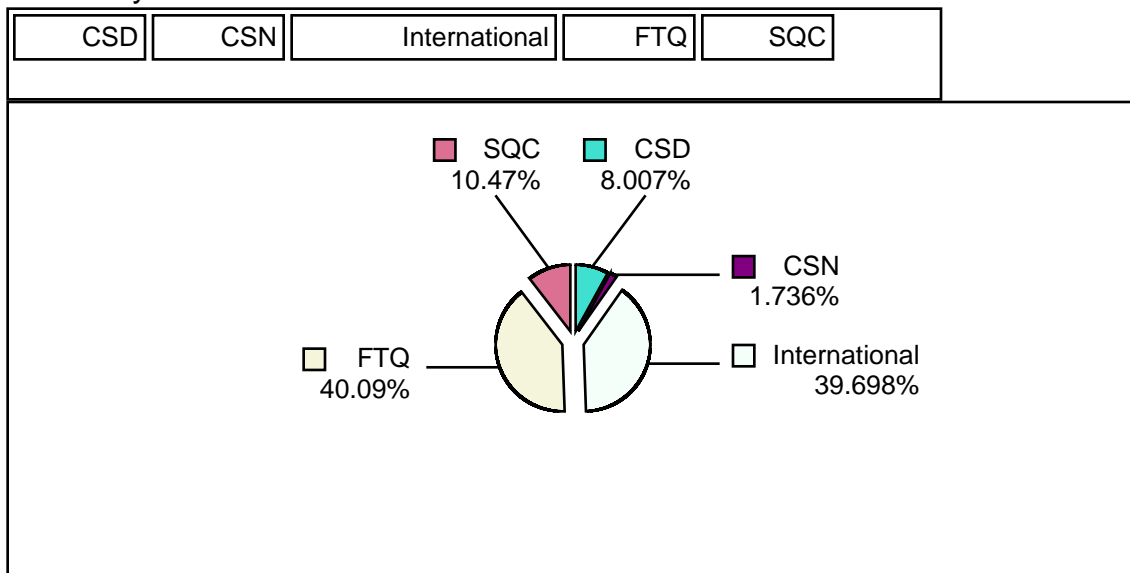 CSD CSN International FTQ SQC
SQC
10.47%
CSD
8.007%
CSN
1.736%
FTQ
40.09%
International
39.698%